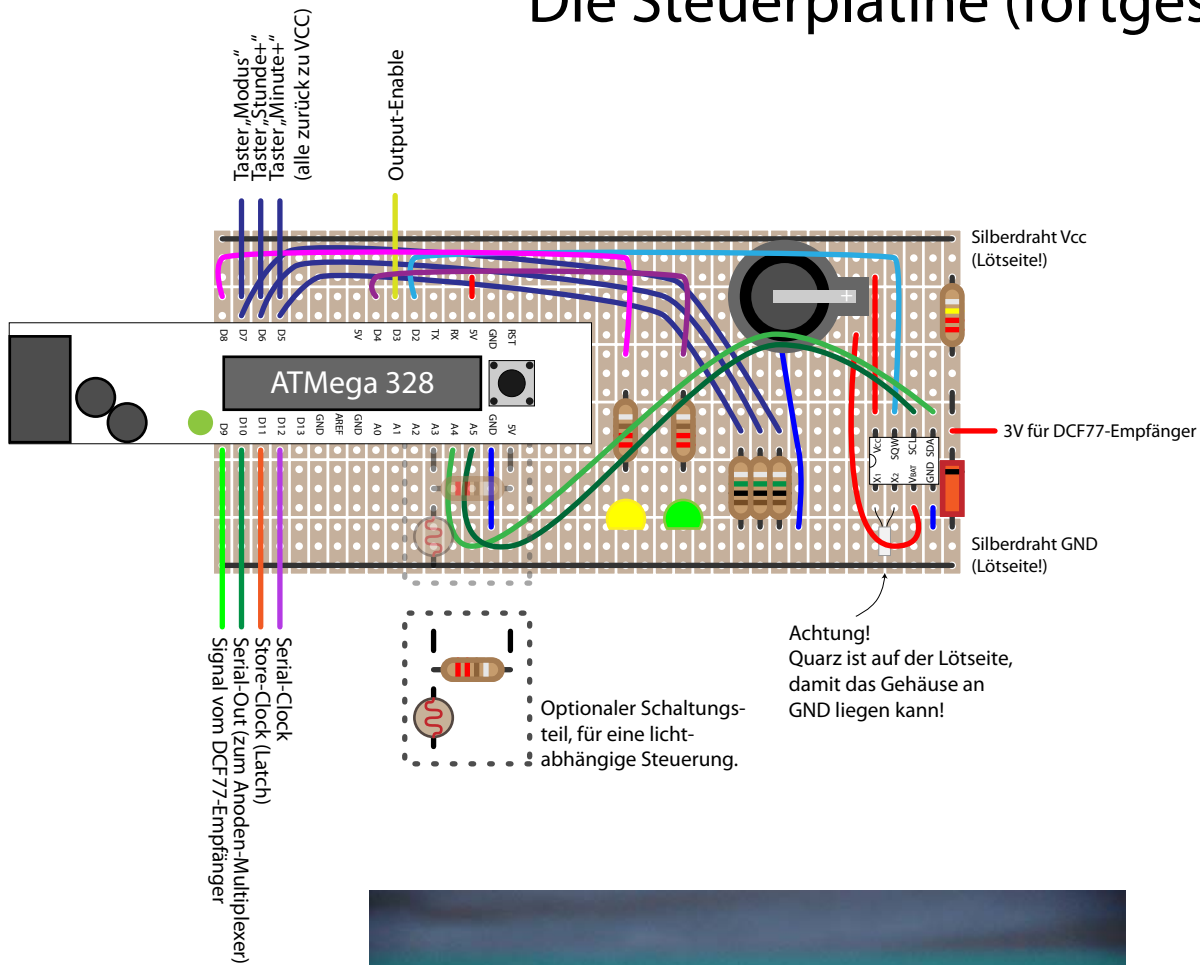 Die Steuerplatine (fortges
Taster „Modus“
Taster „Stunde+“
Taster „Minute+“
(alle zurück zu VCC)
Output-Enable
Silberdraht Vcc
(Lötseite!)
D8
D7
D6
D5
5V
D4
D3
D2
TX
RX
5V
GND
RST
ATMega 328
D9
D10
D11
D12
D13
GND
AREF
GND
A0
A1
A2
A3
A4
A5
GND
5V
+
Vcc
SQW
SCL
SDA
X1
X2
VBAT
GND
3V für DCF77-Empfänger
Silberdraht GND
(Lötseite!)
Achtung!
Quarz ist auf der Lötseite,
damit das Gehäuse an
GND liegen kann!
Optionaler Schaltungs-
teil, für eine licht-
abhängige Steuerung.
Signal vom DCF77-Empfänger
Serial-Out (zum Anoden-Multiplexer)
Store-Clock (Latch)
Serial-Clock